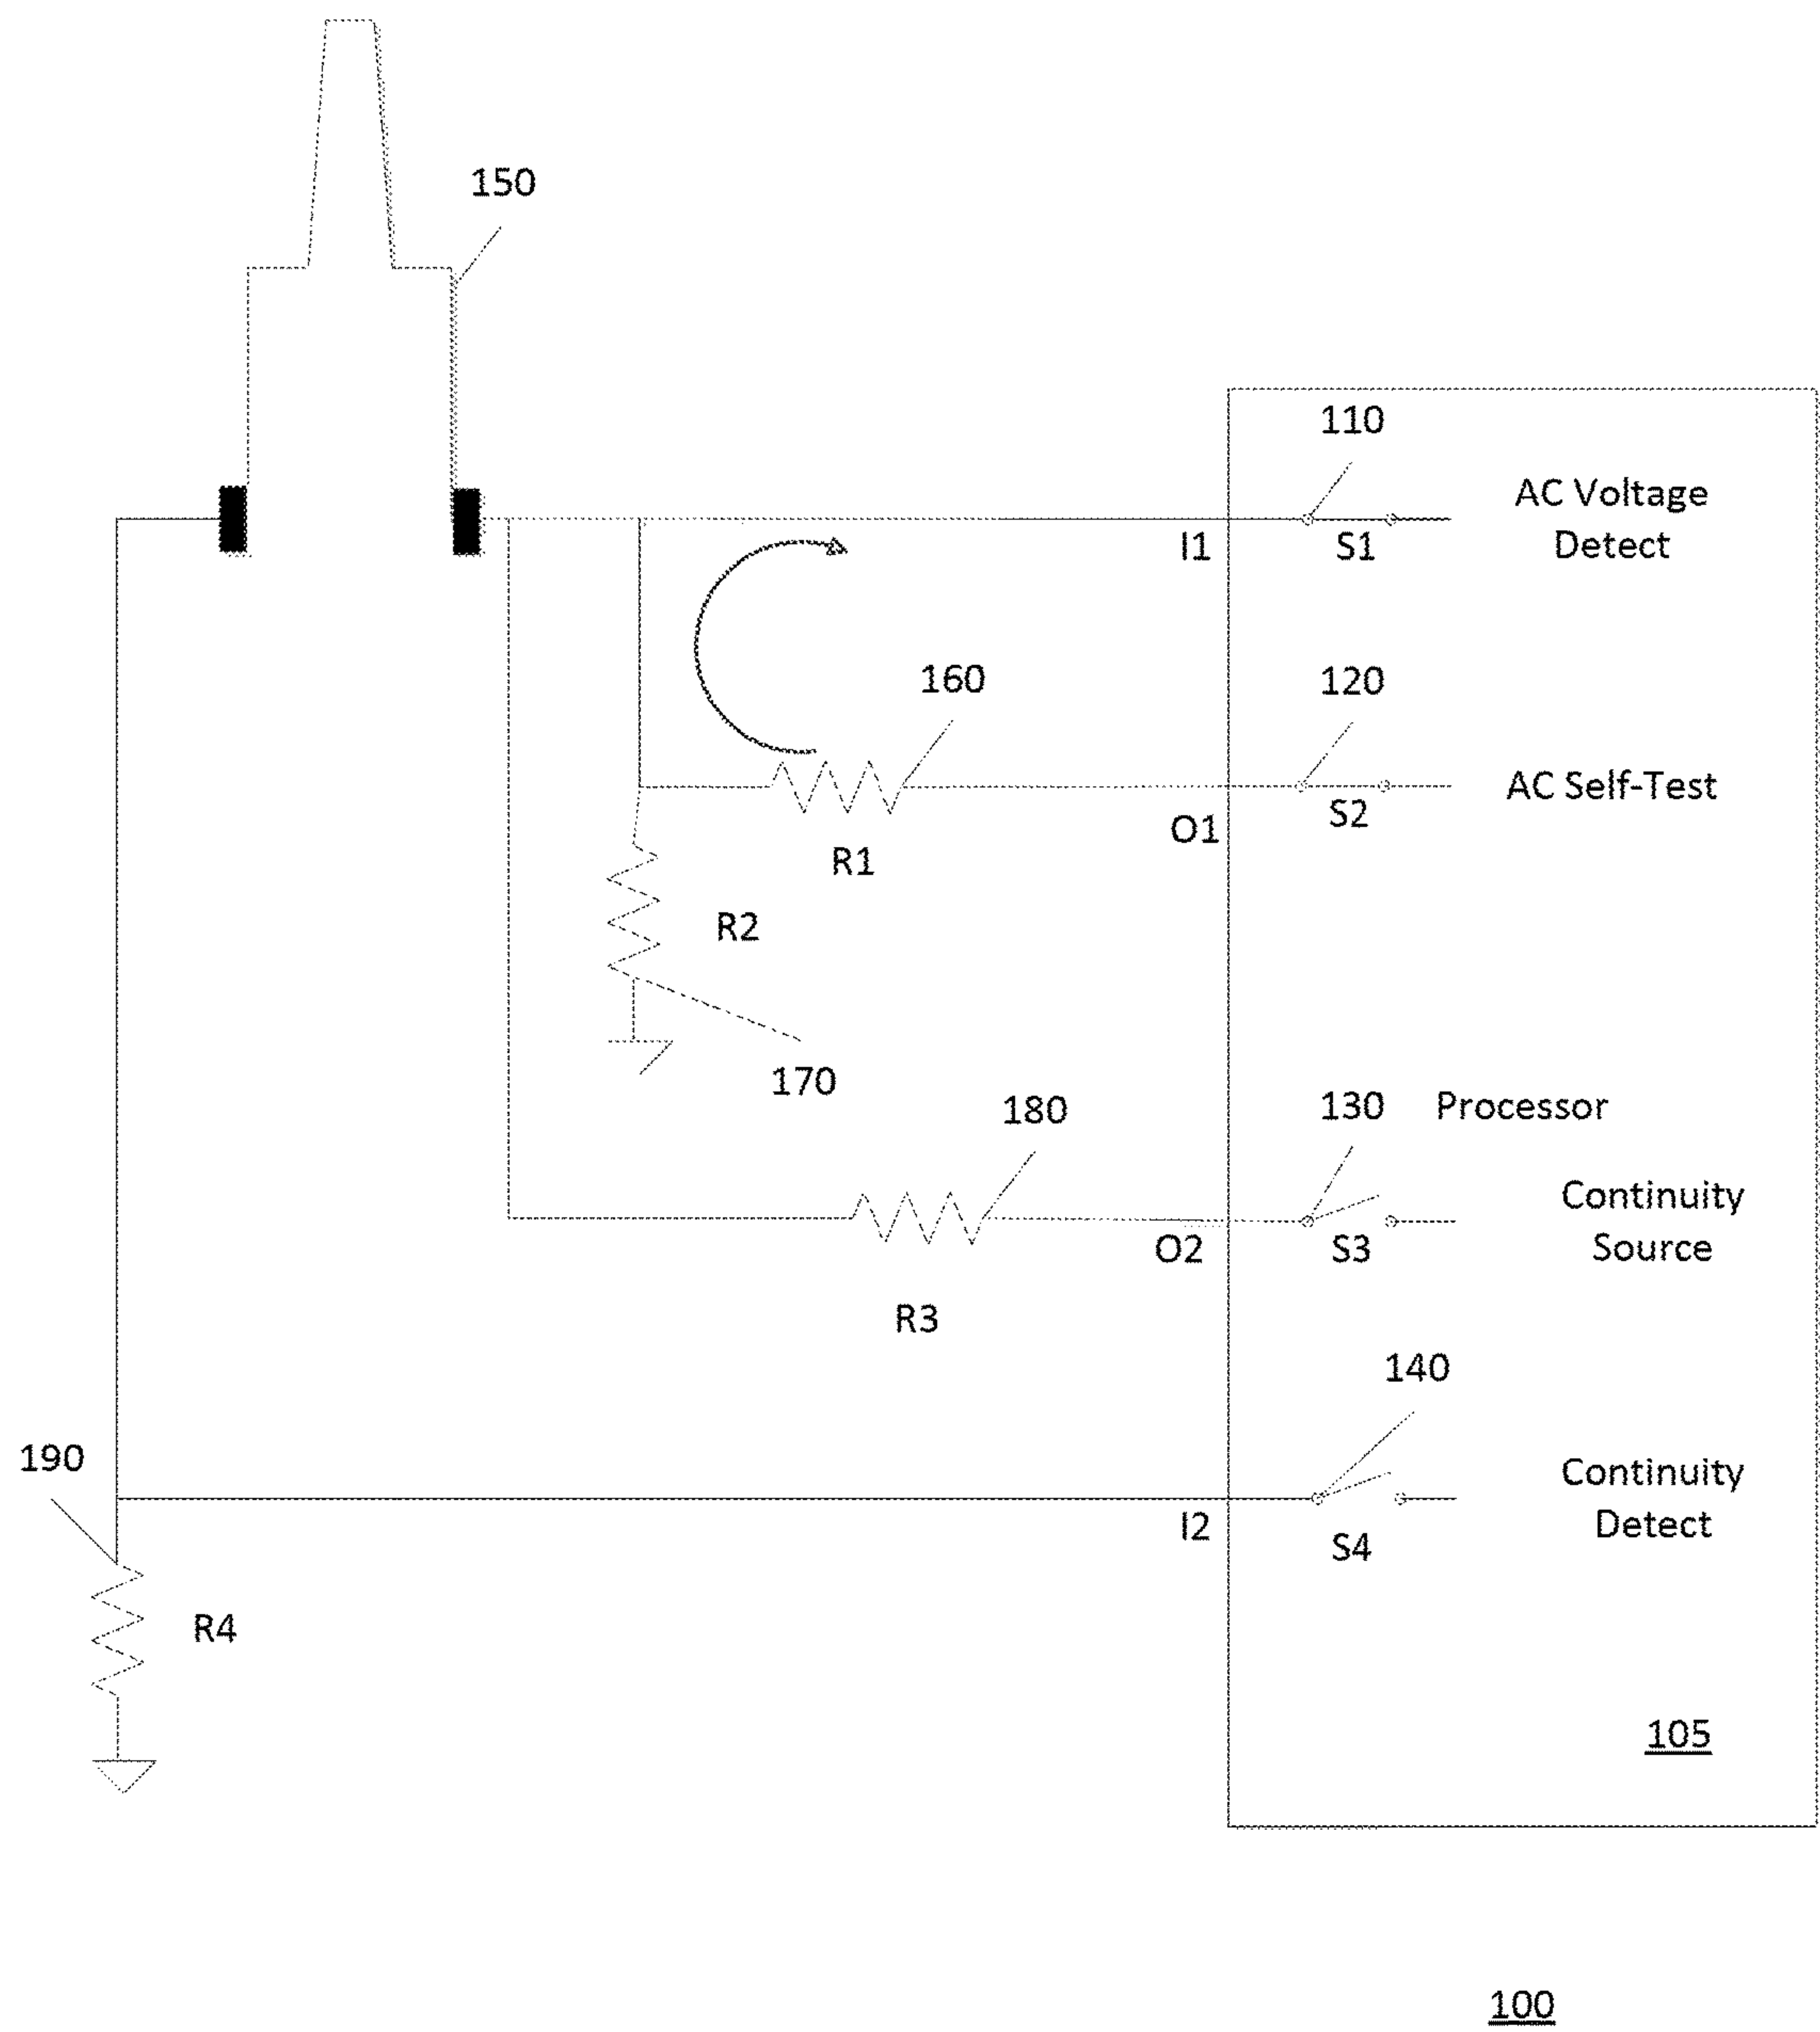 150
110
AC Voltage
Detect
I1
S1
160
120
AC Self-Test
O1
S2
R1
R2
170
180
130
Processor
Continuity
Source
O2
S3
R3
140
190
Continuity
Detect
I2
S4
R4
105
100